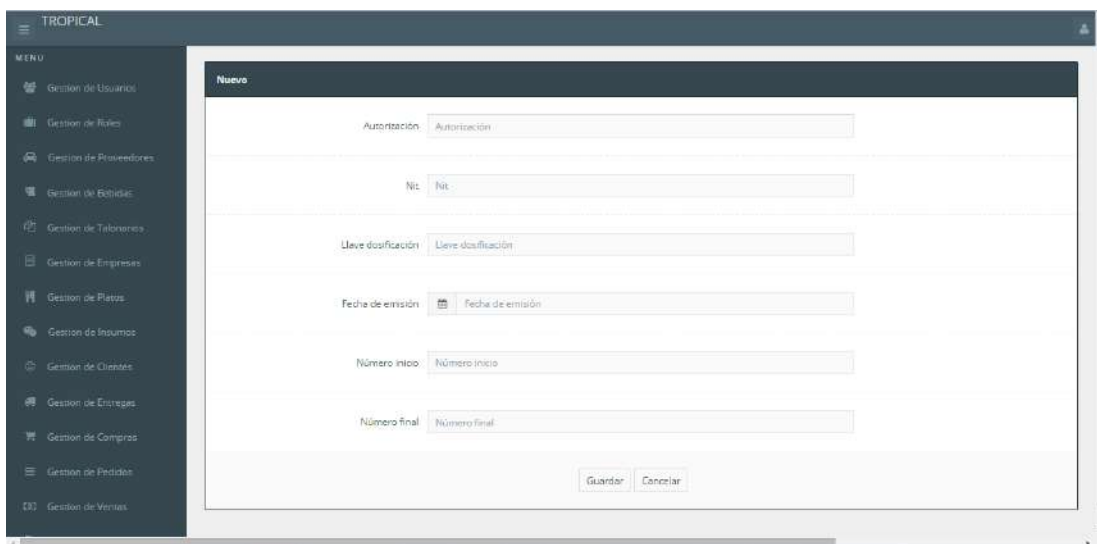 TROPICAL
MENU
Gestion de Usuarios
Gestion de Roles
Gestion de Proveedores
Gestion de Bebidas
Gestion de Talonarios
Gestion de Empresas
Gestion de Platos
Gestion de Insumos
Gestion de Clientes
Gestion de Entregas
Gestion de Compras
Gestion de Pedidos
Gestion de Ventas
Nuevo
Autorización Autorización
Nit Nit
Llave dosificación Llave dosificación
Fecha de emisión Fecha de emisión
Número inicio Número inicio
Número final Número final
Guardar Cancelar